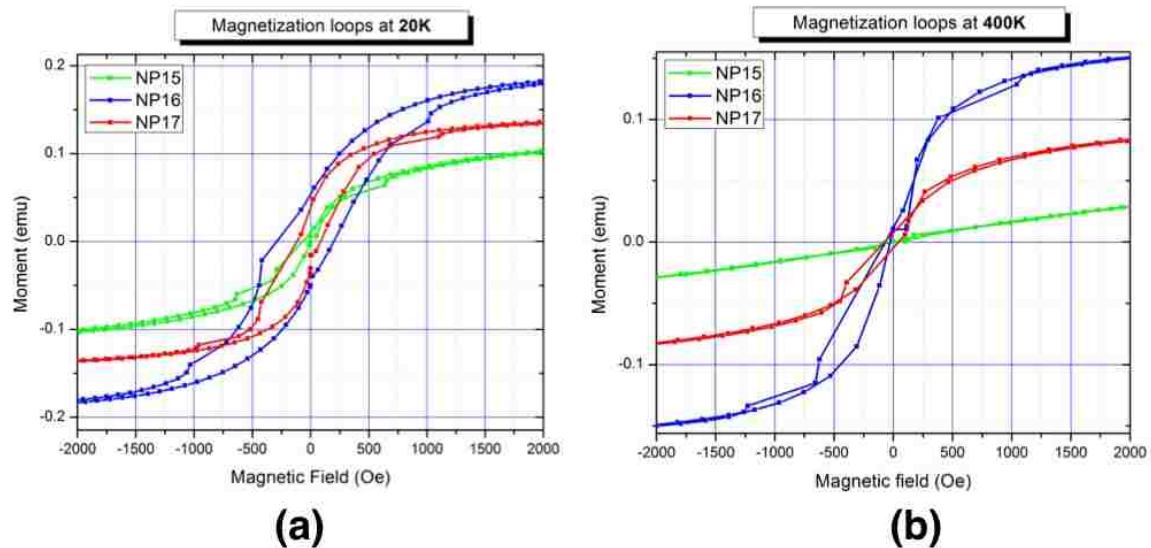 Magnetization loops at 20K
NP15
NP16
NP17
Moment (emu)
0.2
0.1
0.0
-0.1
-0.2
-2000 -1500 -1000 -500 0 500 1000 1500 2000
Magnetic Field (Oe)
(a)
Magnetization loops at 400K
NP15
NP16
NP17
Moment (emu)
0.1
0.0
-0.1
-2000 -1500 -1000 -500 0 500 1000 1500 2000
Magnetic field (Oe)
(b)